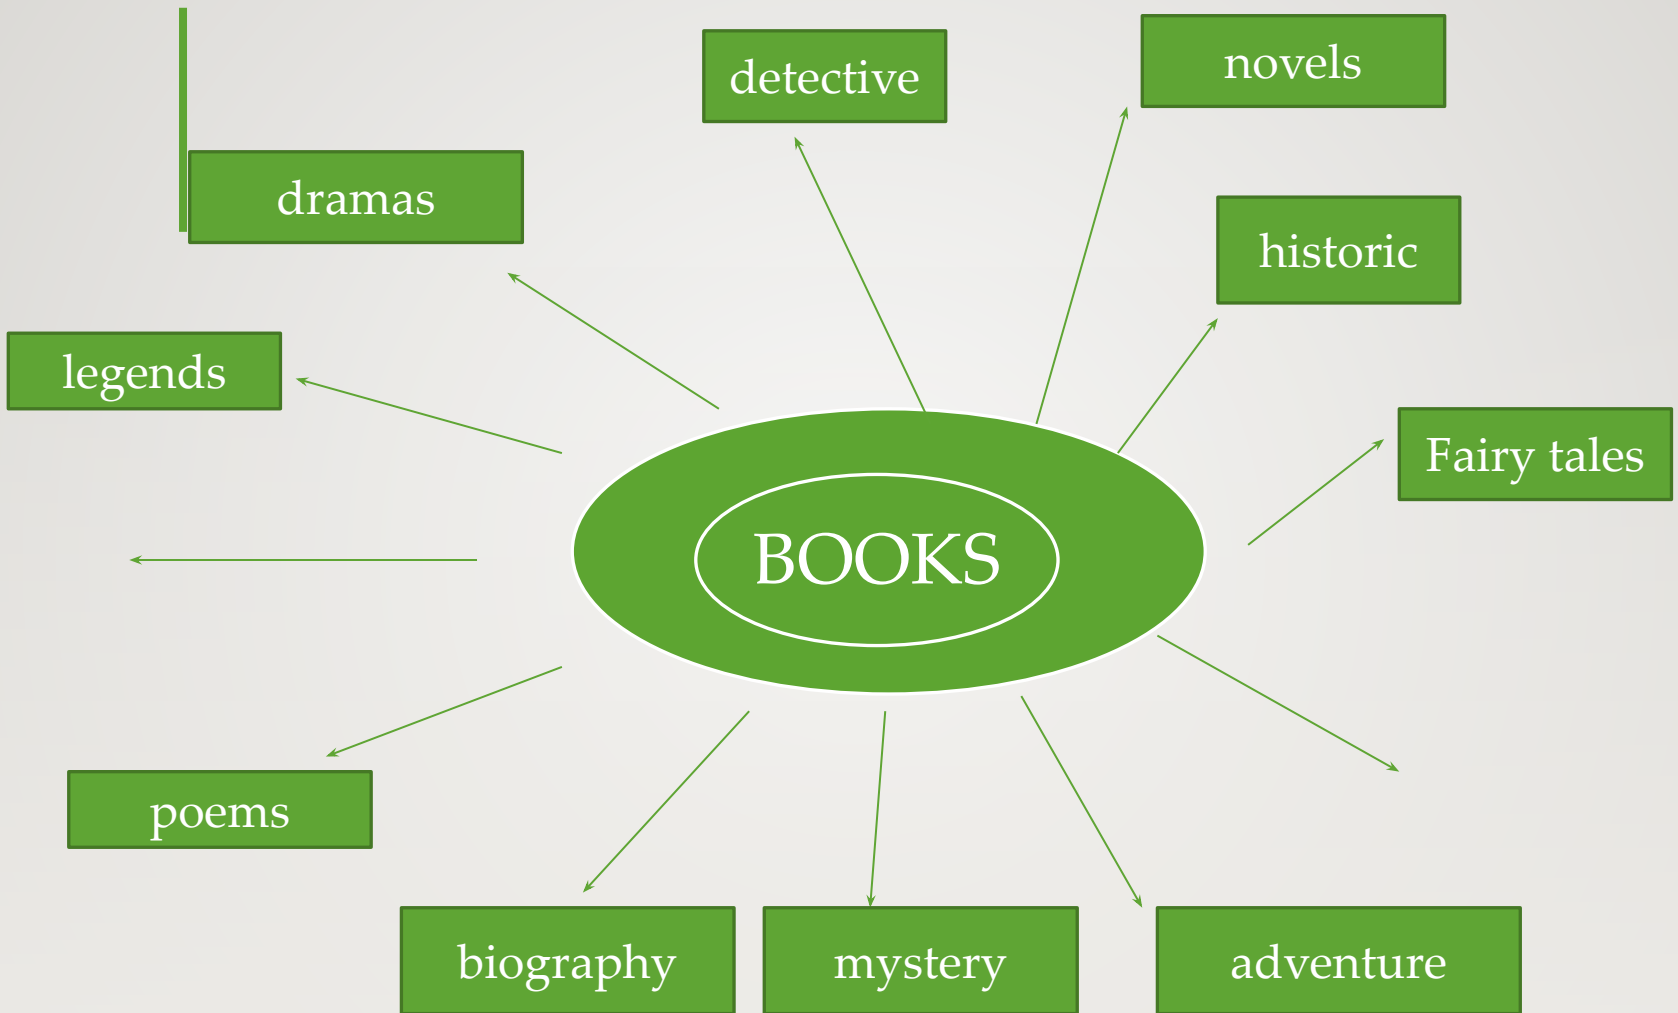 detective
novels
dramas
historic
legends
Fairy tales
BOOKS
poems
biography
mystery
adventure